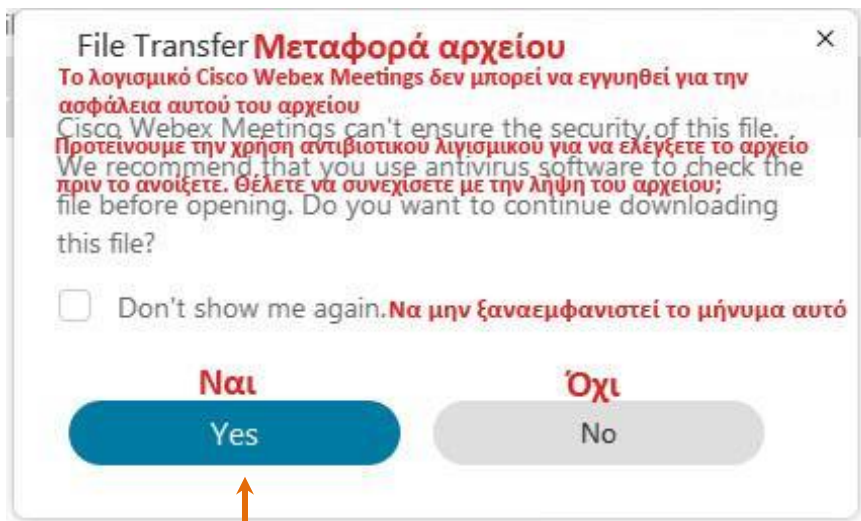 File Transfer Μεταφορά αρχείου
Το λογισμικό Cisco Webex Meetings δεν μπορεί να εγγυηθεί για την
ασφάλεια αυτού του αρχείου
Cisco Webex Meetings can't ensure the security of this file.
Προτείνουμε την χρήση αντιβιοτικού λιγισμικού για να ελέγξετε το αρχείο
We recommend that you use antivirus software to check the
πριν το ανοίξετε. Θέλετε να συνεχίσετε με την λήψη του αρχείου;
file before opening. Do you want to continue downloading
this file?
Don't show me again. Να μην ξαναεμφανιστεί το μήνυμα αυτό
Ναι Όχι
Yes No